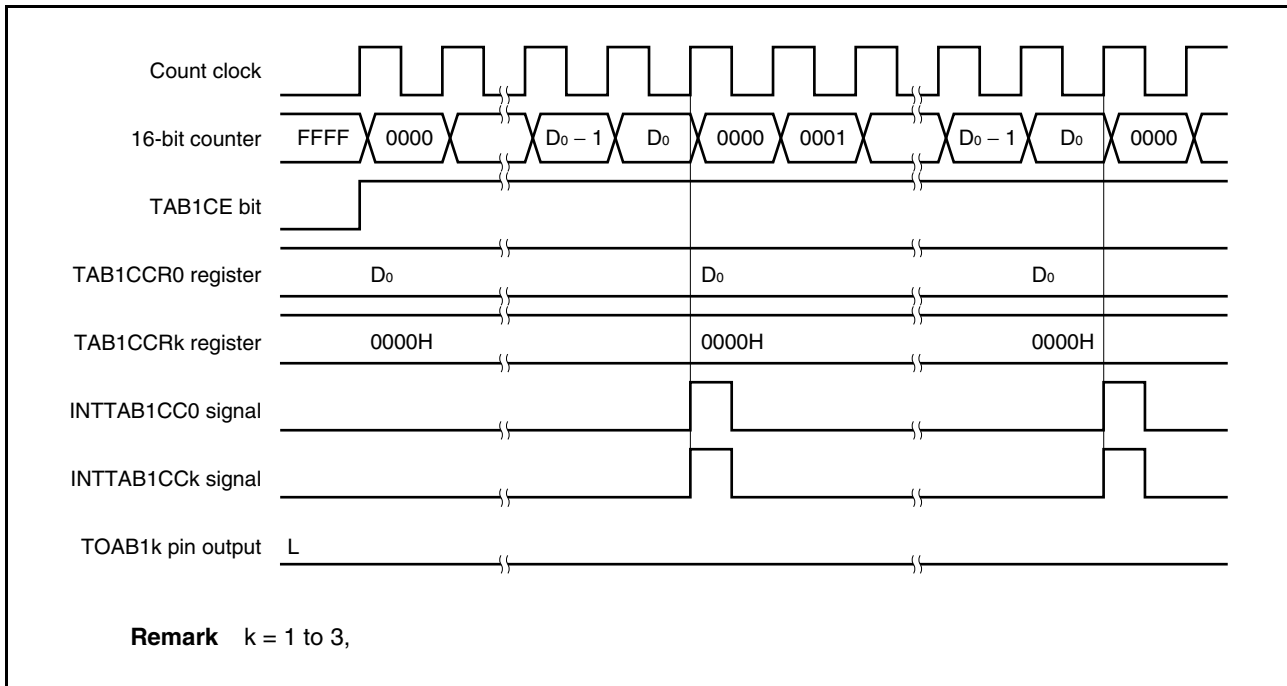 Count clock
16-bit counter FFFF 0000 D₀ − 1 D₀ 0000 0001 D₀ − 1 D₀ 0000
TAB1CE bit
TAB1CCR0 register D₀ D₀ D₀
TAB1CCRk register 0000H 0000H 0000H
INTTAB1CC0 signal
INTTAB1CCk signal
TOAB1k pin output L
Remark k = 1 to 3,